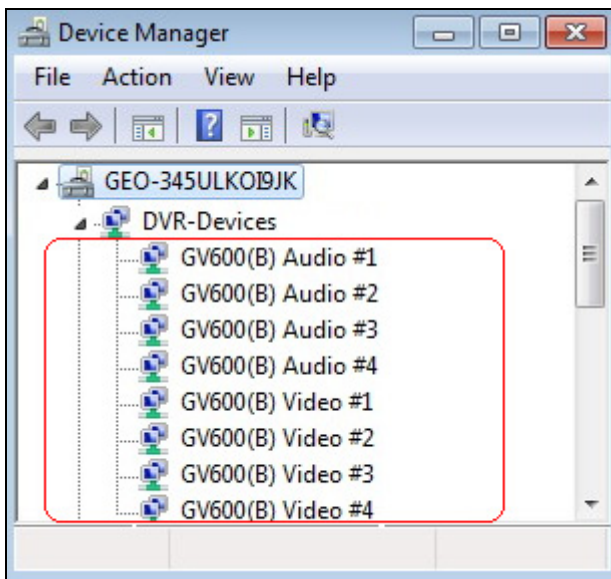 Device Manager
File Action View Help
GEO-345ULKOI9JK
DVR-Devices
GV600(B) Audio #1
GV600(B) Audio #2
GV600(B) Audio #3
GV600(B) Audio #4
GV600(B) Video #1
GV600(B) Video #2
GV600(B) Video #3
GV600(B) Video #4